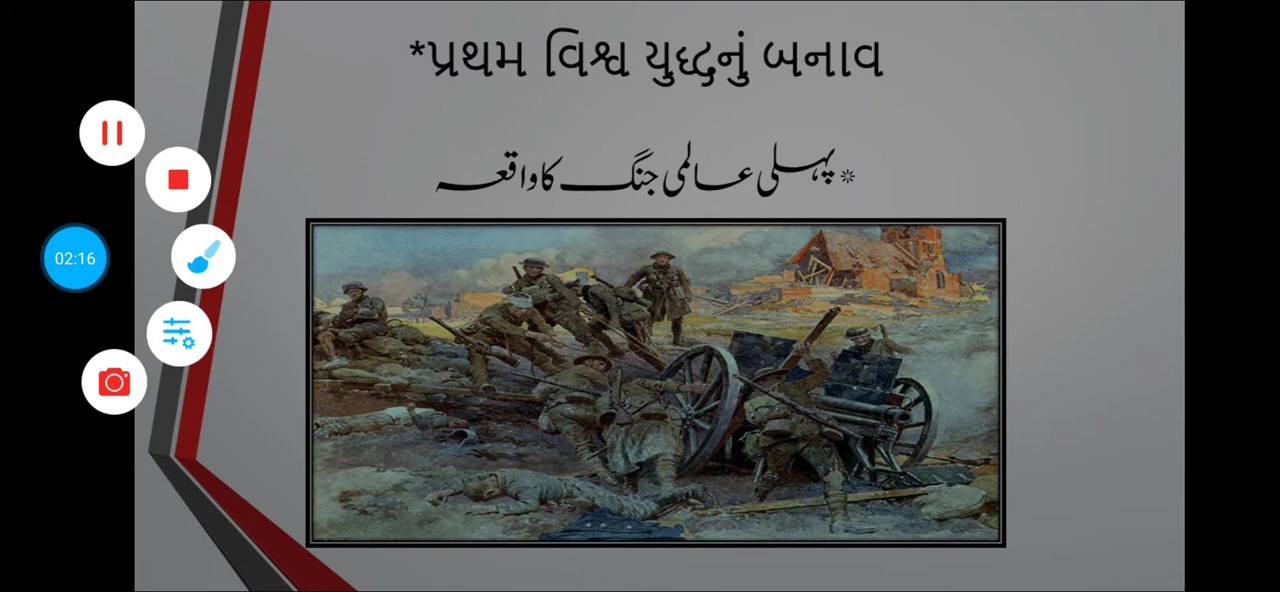 *પ્રથમ વિશ્વ યુદ્ધનું બનાવ
٭پہلی عالمی جنگ کا واقعہ
02:16